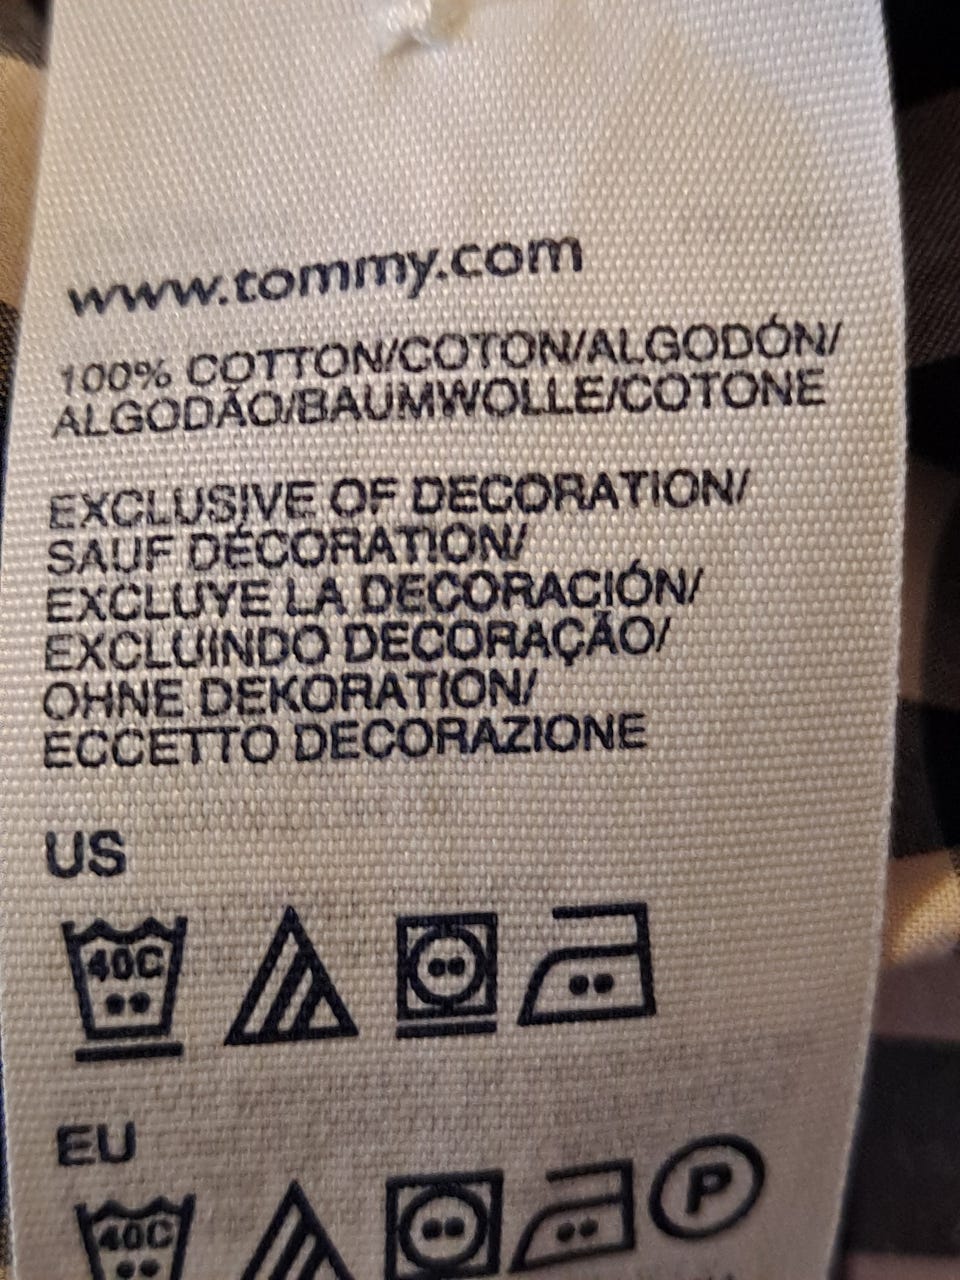 www.tommy.com
100% COTTON/COTON/ALGODÓN/
ALGODÃO/BAUMWOLLE/COTONE
EXCLUSIVE OF DECORATION/
SAUF DÉCORATION/
EXCLUYE LA DECORACIÓN/
EXCLUINDO DECORAÇÃO/
OHNE DEKORATION/
ECCETTO DECORAZIONE
US
40C
EU
40C P